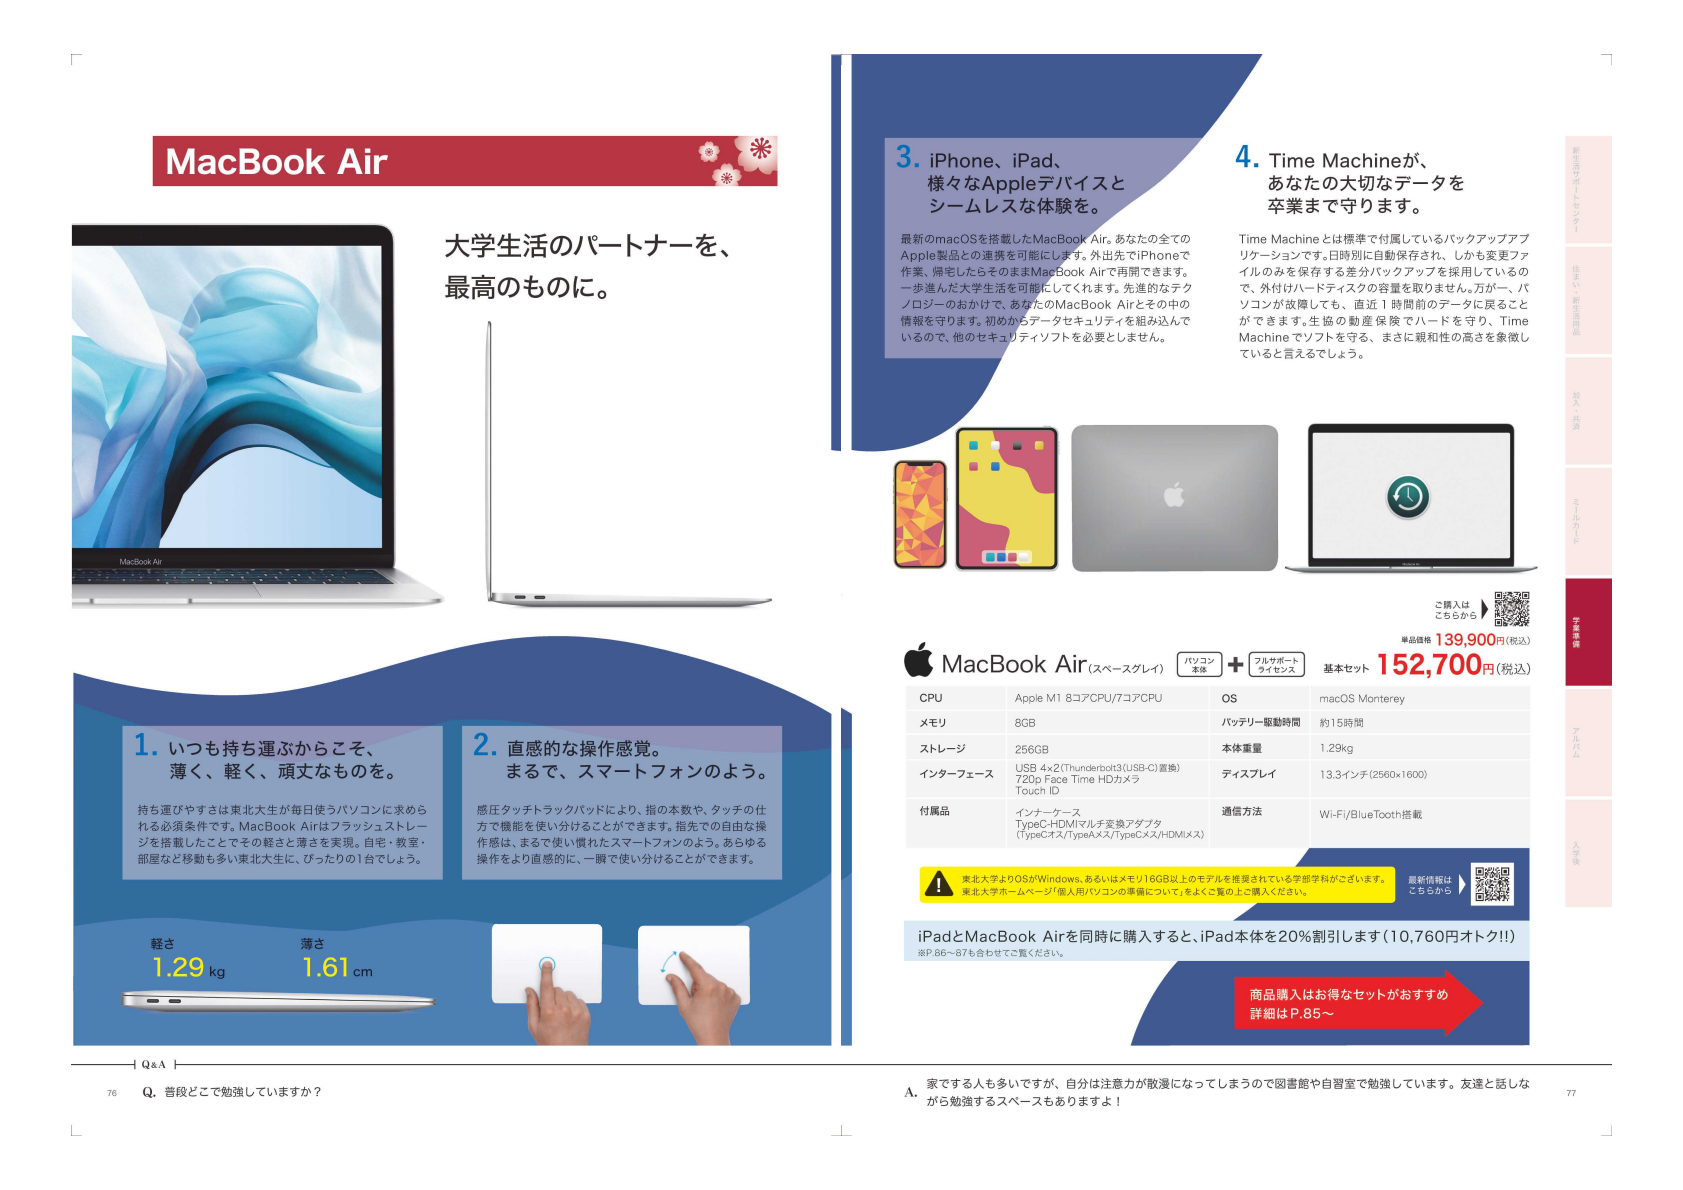 MacBook Air
大学生活のパートナーを、
最高のものに。
MacBook Air
1. いつも持ち運ぶからこそ、
薄く、軽く、頑丈なものを。
持ち運びやすさは東北大生が毎日使うパソコンに求めら
れる必須条件です。MacBook Airはフラッシュストレー
ジを搭載したことでその軽さと薄さを実現。自宅・教室・
部屋など移動も多い東北大生に、ぴったりの1台でしょう。
2. 直感的な操作感覚。
まるで、スマートフォンのよう。
感圧タッチトラックパッドにより、指の本数や、タッチの仕
方で機能を使い分けることができます。指先での自由な操
作感は、まるで使い慣れたスマートフォンのよう。あらゆる
操作をより直感的に、一瞬で使い分けることができます。
軽さ
1.29 kg
薄さ
1.61 cm
3. iPhone、iPad、
様々なAppleデバイスと
シームレスな体験を。
最新のmacOSを搭載したMacBook Air。あなたの全ての
Apple製品との連携を可能にします。外出先でiPhoneで
作業、帰宅したらそのままMacBook Airで再開できます。
一歩進んだ大学生活を可能にしてくれます。先進的なテク
ノロジーのおかけで、あなたのMacBook Airとその中の
情報を守ります。初めからデータセキュリティを組み込んで
いるので、他のセキュリティソフトを必要としません。
4. Time Machineが、
あなたの大切なデータを
卒業まで守ります。
Time Machineとは標準で付属しているバックアップアプ
リケーションです。日時別に自動保存され、しかも変更ファ
イルのみを保存する差分バックアップを採用しているの
で、外付けハードディスクの容量を取りません。万が一、パ
ソコンが故障しても、直近１時間前のデータに戻ること
ができます。生協の動産保険でハードを守り、Time
Machineでソフトを守る、まさに親和性の高さを象徴し
ていると言えるでしょう。
ご購入は
こちらから
単品価格 139,900円(税込)
MacBook Air(スペースグレイ)
パソコン
本体
+
フルサポート
ライセンス
基本セット 152,700円(税込)
CPU Apple M1 8コアCPU/7コアCPU OS macOS Monterey
メモリ 8GB バッテリー駆動時間 約15時間
ストレージ 256GB 本体重量 1.29kg
インターフェース USB 4×2(Thunderbolt3(USB-C)置換)
720p Face Time HDカメラ
Touch ID
ディスプレイ 13.3インチ(2560×1600)
付属品 インナーケース
TypeC-HDMIマルチ変換アダプタ
(TypeCオス/TypeAメス/TypeCメス/HDMIメス)
通信方法 Wi-Fi/BlueTooth搭載
東北大学よりOSがWindows、あるいはメモリ16GB以上のモデルを推奨されている学部学科がございます。
東北大学ホームページ「個人用パソコンの準備について」をよくご覧の上ご購入ください。
最新情報は
こちらから
iPadとMacBook Airを同時に購入すると、iPad本体を20%割引します(10,760円オトク!!)
※P.86〜87も合わせてご覧ください。
商品購入はお得なセットがおすすめ
詳細はP.85〜
新生活サポートセンター
住まい・新生活用品
加入・共済
ミールカード
学業準備
アルバム
入学後
Q&A
76
Q. 普段どこで勉強していますか？
A. 家でする人も多いですが、自分は注意力が散漫になってしまうので図書館や自習室で勉強しています。友達と話しな
がら勉強するスペースもありますよ！
77